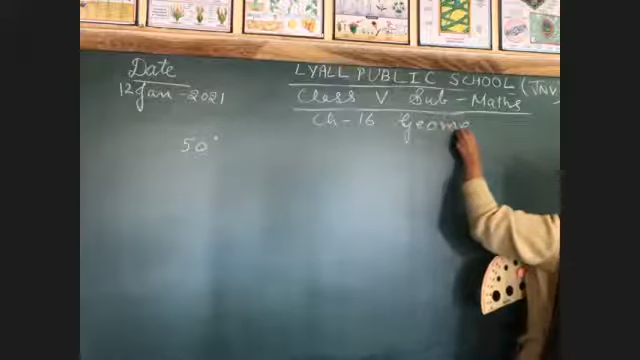 Date
12 Jan - 2021
LYALL PUBLIC SCHOOL (JNV)
Class V Sub - Maths
Ch - 16 Geome
50°